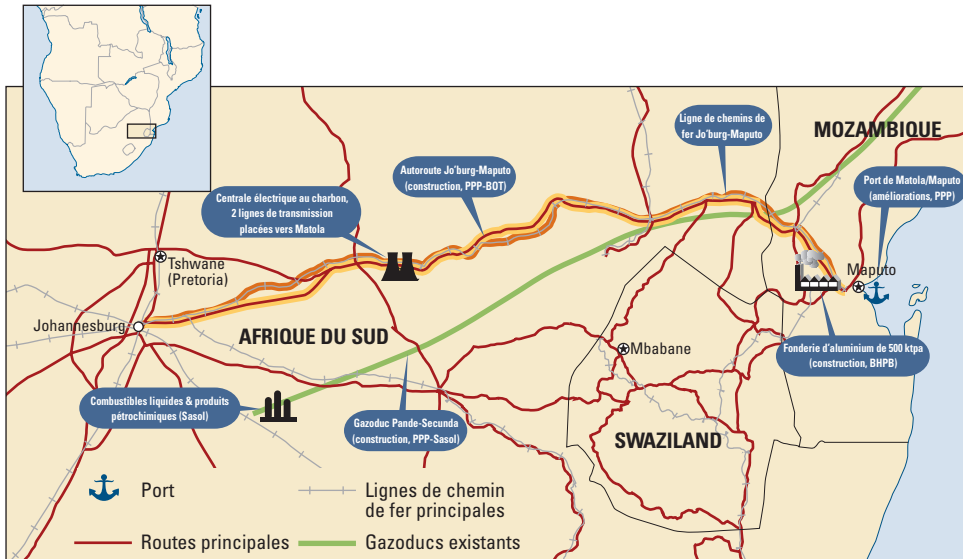 Ligne de chemins de
fer Jo'burg-Maputo
MOZAMBIQUE
Autoroute Jo'burg-Maputo
(construction, PPP-BOT)
Port de Matola/Maputo
(améliorations, PPP)
Centrale électrique au charbon,
2 lignes de transmission
placées vers Matola
Tshwane
(Pretoria)
Maputo
Johannesburg
AFRIQUE DU SUD
Mbabane
Fonderie d'aluminium de 500 ktpa
(construction, BHPB)
Combustibles liquides & produits
pétrochimiques (Sasol)
Gazoduc Pande-Secunda
(construction, PPP-Sasol)
SWAZILAND
Port
Lignes de chemin
de fer principales
Routes principales
Gazoducs existants